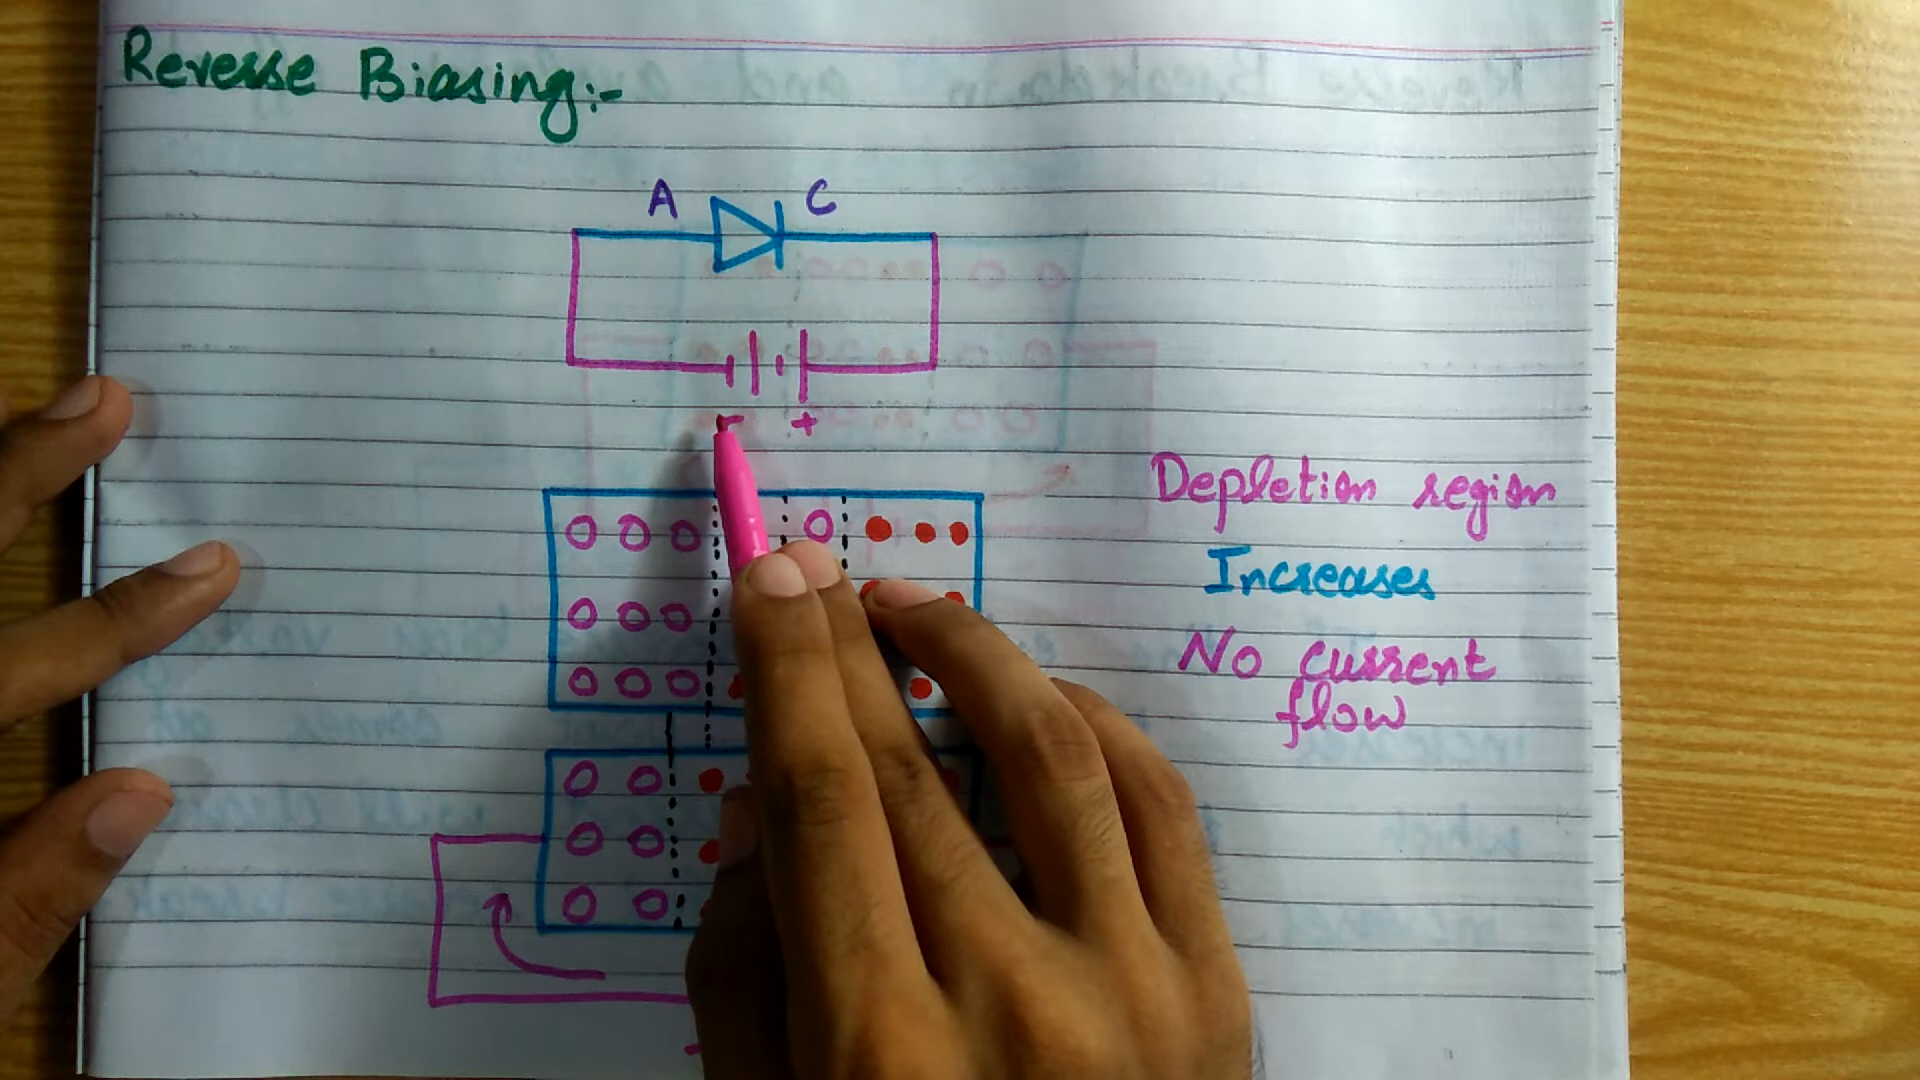 Reverse Biasing:-
A C
- +
Depletion region
Increases
No current
flow